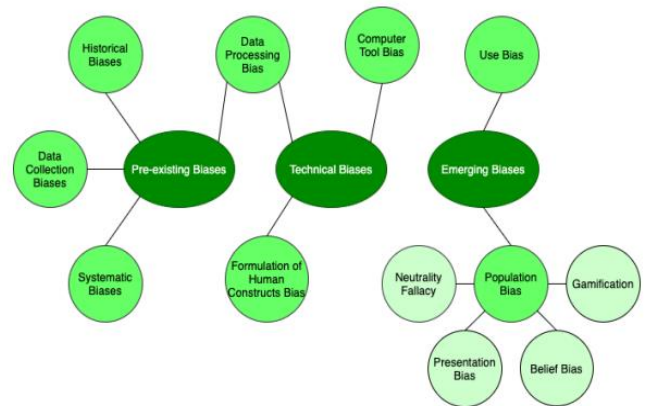 Historical
Biases
Data
Processing
Bias
Computer
Tool Bias
Use Bias
Data
Collection
Biases
Pre-existing Biases
Technical Biases
Emerging Biases
Systematic
Biases
Formulation of
Human
Constructs Bias
Neutrality
Fallacy
Population
Bias
Gamification
Presentation
Bias
Belief Bias